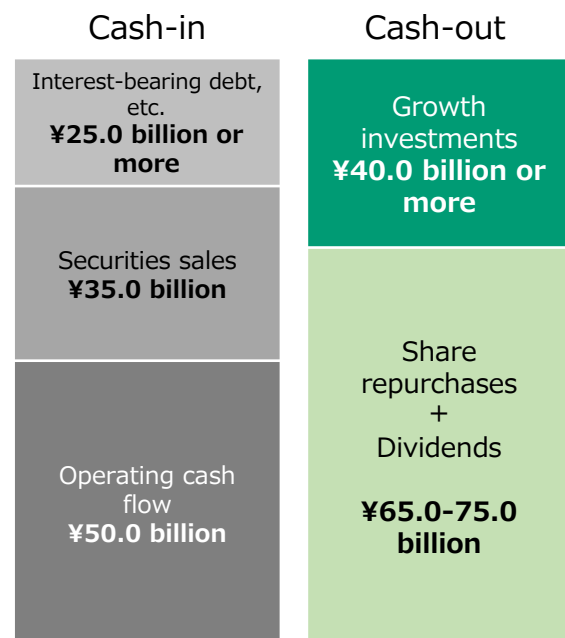 Cash-in
Interest-bearing debt,
etc.
¥25.0 billion or
more
Securities sales
¥35.0 billion
Operating cash
flow
¥50.0 billion
Cash-out
Growth
investments
¥40.0 billion or
more
Share
repurchases
+
Dividends
¥65.0-75.0
billion